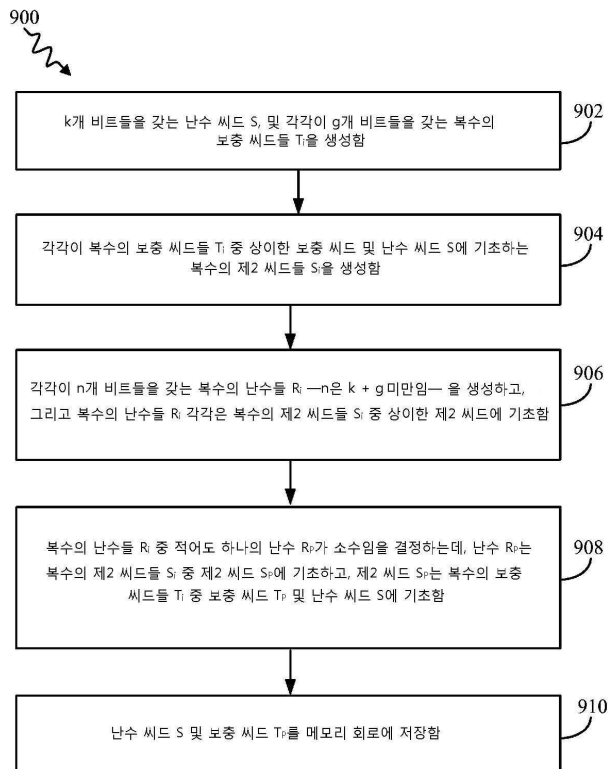 900
k개 비트들을 갖는 난수 씨드 S, 및 각각이 g개 비트들을 갖는 복수의
보충 씨드들 Ti을 생성함
902
각각이 복수의 보충 씨드들 Ti 중 상이한 보충 씨드 및 난수 씨드 S에 기초하는
복수의 제2 씨드들 Si을 생성함
904
각각이 n개 비트들을 갖는 복수의 난수들 Ri —n은 k + g 미만임— 을 생성하고,
그리고 복수의 난수들 Ri 각각은 복수의 제2 씨드들 Si 중 상이한 제2 씨드에 기초함
906
복수의 난수들 Ri 중 적어도 하나의 난수 Rp가 소수임을 결정하는데, 난수 Rp는
복수의 제2 씨드들 Si 중 제2 씨드 Sp에 기초하고, 제2 씨드 Sp는 복수의 보충
씨드들 Ti 중 보충 씨드 Tp 및 난수 씨드 S에 기초함
908
난수 씨드 S 및 보충 씨드 Tp를 메모리 회로에 저장함
910